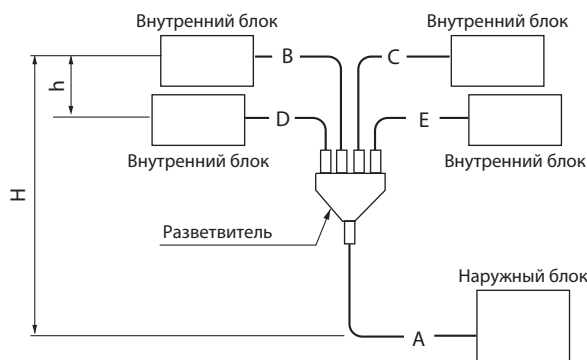 Внутренний блок
Внутренний блок
B
C
h
D
E
Внутренний блок
Внутренний блок
H
Разветвитель
Наружный блок
A